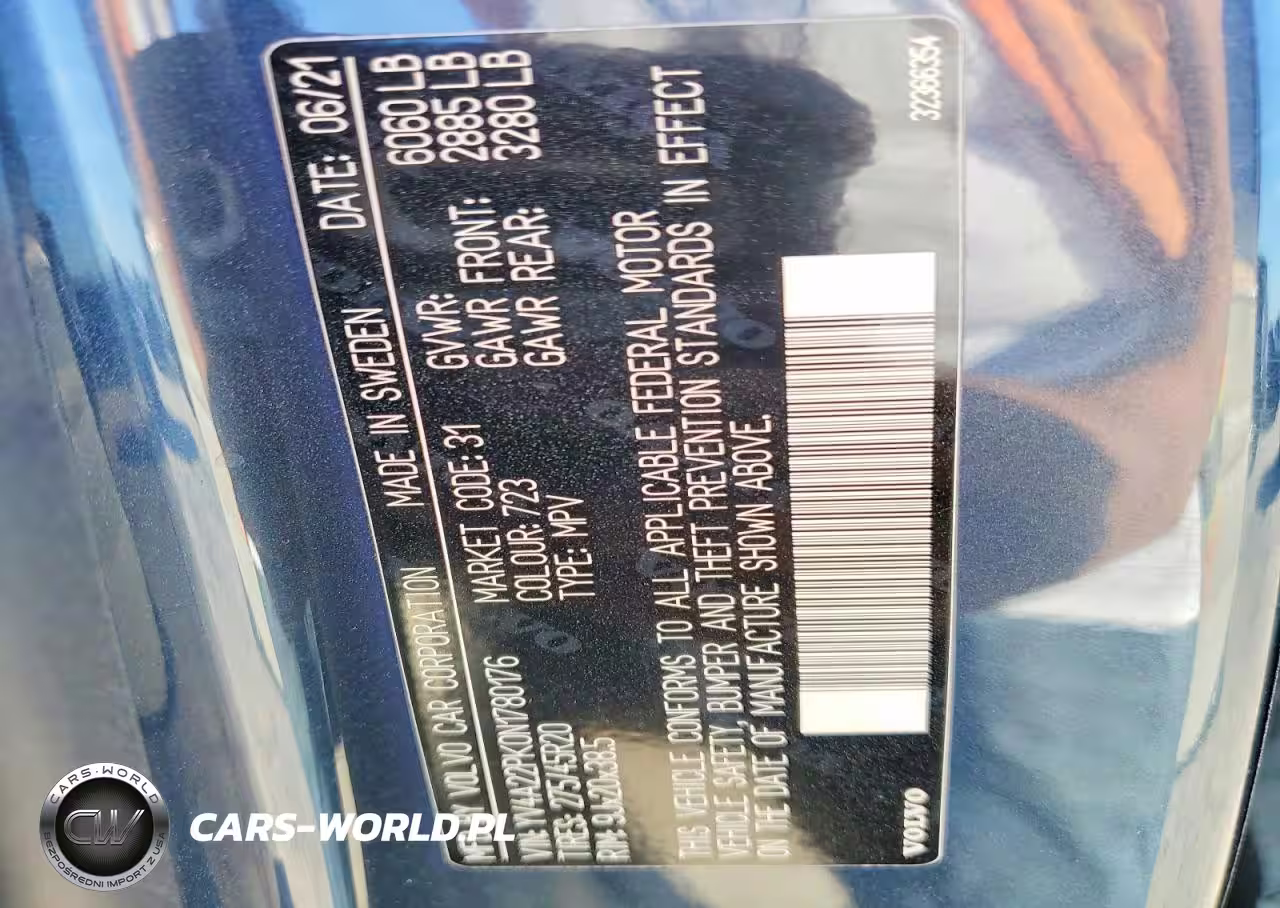 MFD BY VOLVO CAR CORPORATION MADE IN SWEDEN DATE: 06/21
VIN: YV4A22PK0N1780176 MARKET CODE: 31 GVWR: 6060 LB
TIRES: 275/45R20 COLOUR: 723 GAWR FRONT: 2885 LB
RIM: 9Jx20x38.5 TYPE: MPV GAWR REAR: 3280 LB
THIS VEHICLE CONFORMS TO ALL APPLICABLE FEDERAL MOTOR
VEHICLE SAFETY, BUMPER AND THEFT PREVENTION STANDARDS IN EFFECT
ON THE DATE OF MANUFACTURE SHOWN ABOVE.
VOLVO 32366354
CARS-WORLD
CW
BEZPOŚREDNI IMPORT Z USA
CARS-WORLD.PL